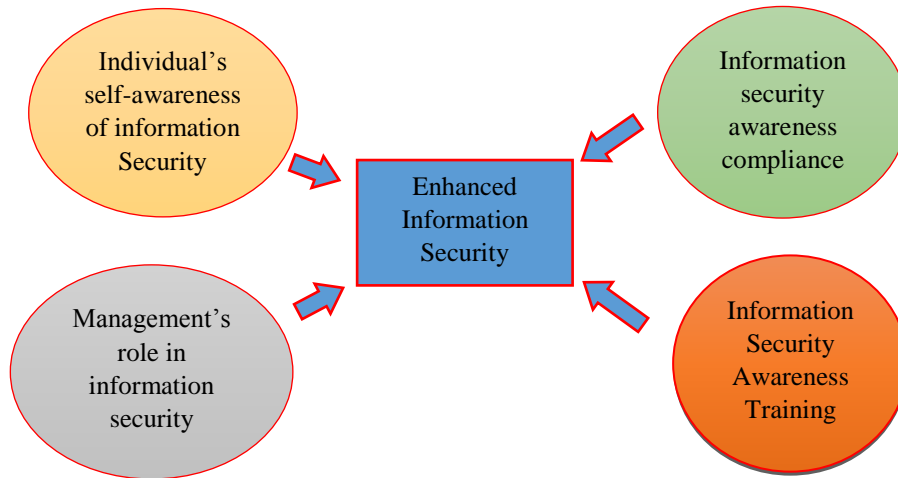 Individual’s
self-awareness
of information
Security
Information
security
awareness
compliance
Enhanced
Information
Security
Management’s
role in
information
security
Information
Security
Awareness
Training